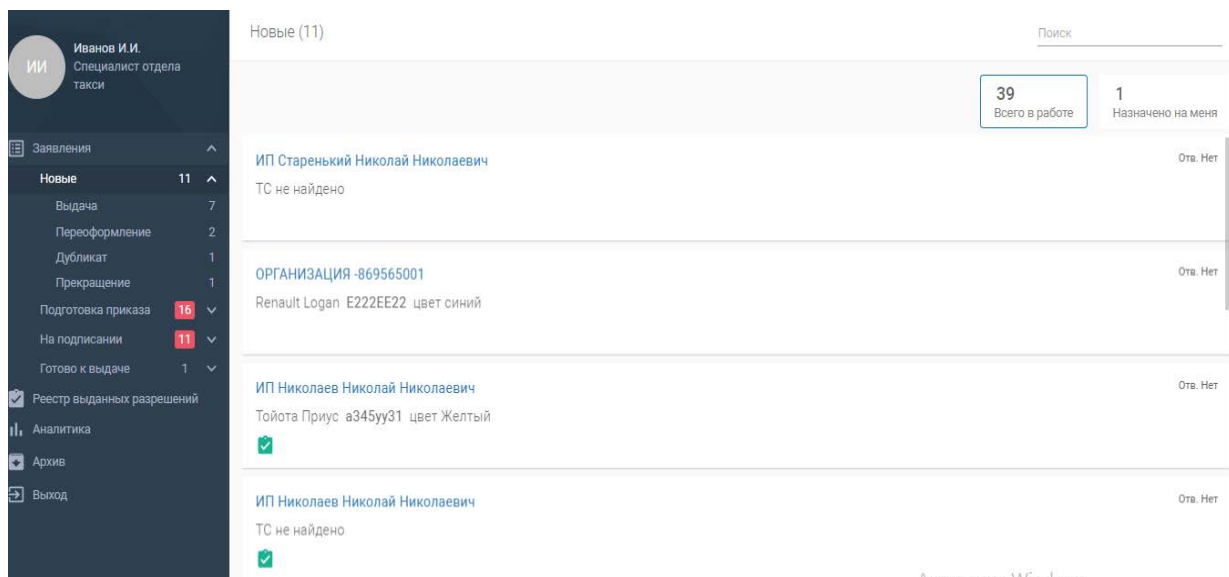 ИИ
Иванов И.И.
Специалист отдела
такси
Заявления
Новые 11
Выдача 7
Переоформление 2
Дубликат 1
Прекращение 1
Подготовка приказа 16
На подписании 11
Готово к выдаче 1
Реестр выданных разрешений
Аналитика
Архив
Выход
Новые (11)
Поиск
39
Всего в работе
1
Назначено на меня
ИП Старенький Николай Николаевич
Отв. Нет
ТС не найдено
ОРГАНИЗАЦИЯ -869565001
Отв. Нет
Renault Logan E222EE22 цвет синий
ИП Николаев Николай Николаевич
Отв. Нет
Тойота Приус а345уу31 цвет Желтый
ИП Николаев Николай Николаевич
Отв. Нет
ТС не найдено